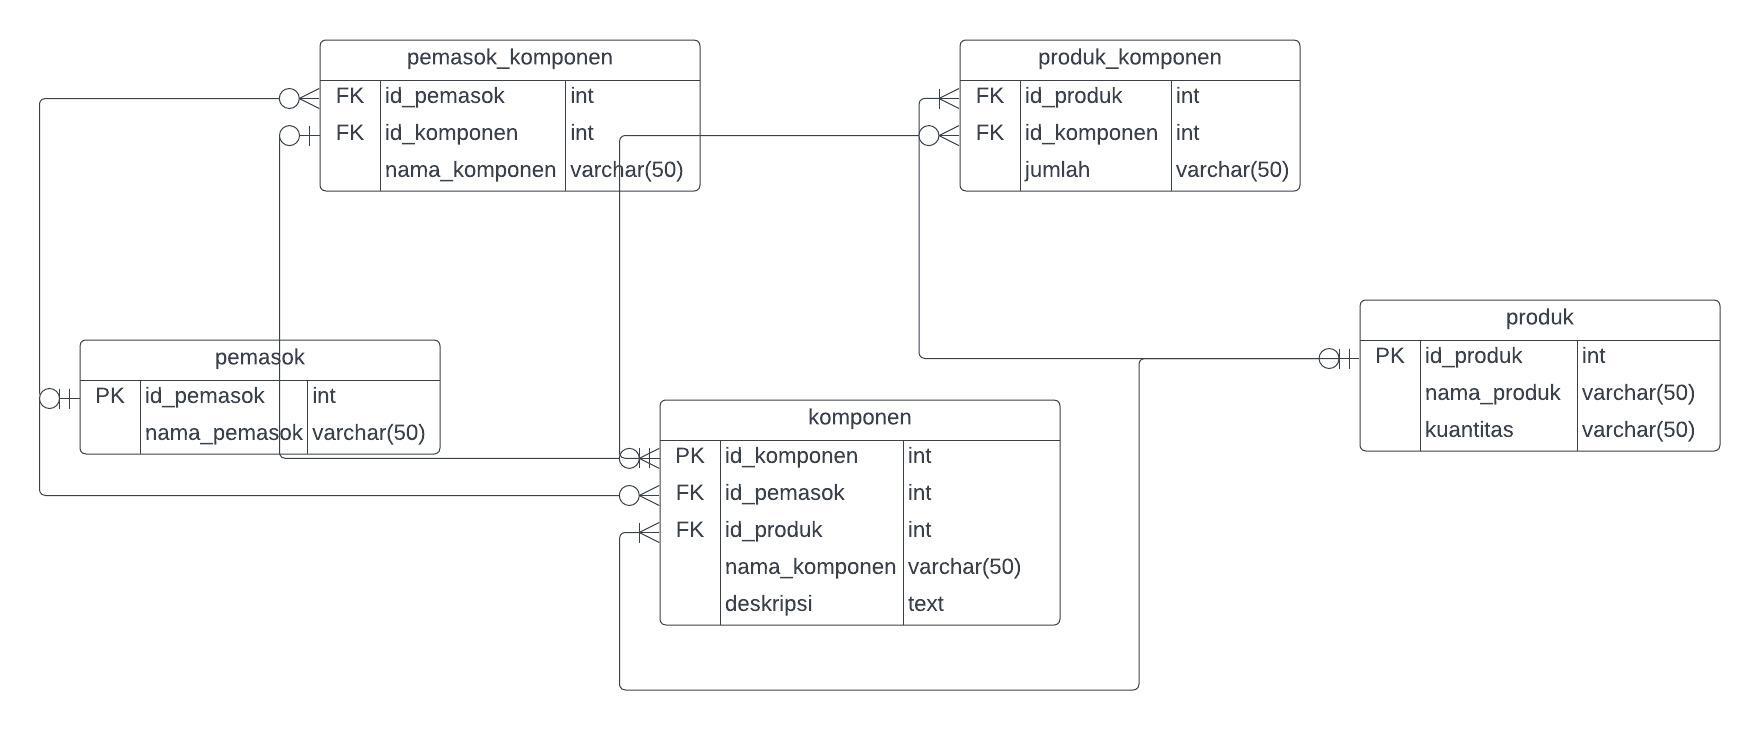 pemasok_komponen
FK id_pemasok int
FK id_komponen int
nama_komponen varchar(50)
produk_komponen
FK id_produk int
FK id_komponen int
jumlah varchar(50)
produk
PK id_produk int
nama_produk varchar(50)
kuantitas varchar(50)
pemasok
PK id_pemasok int
nama_pemasok varchar(50)
komponen
PK id_komponen int
FK id_pemasok int
FK id_produk int
nama_komponen varchar(50)
deskripsi text